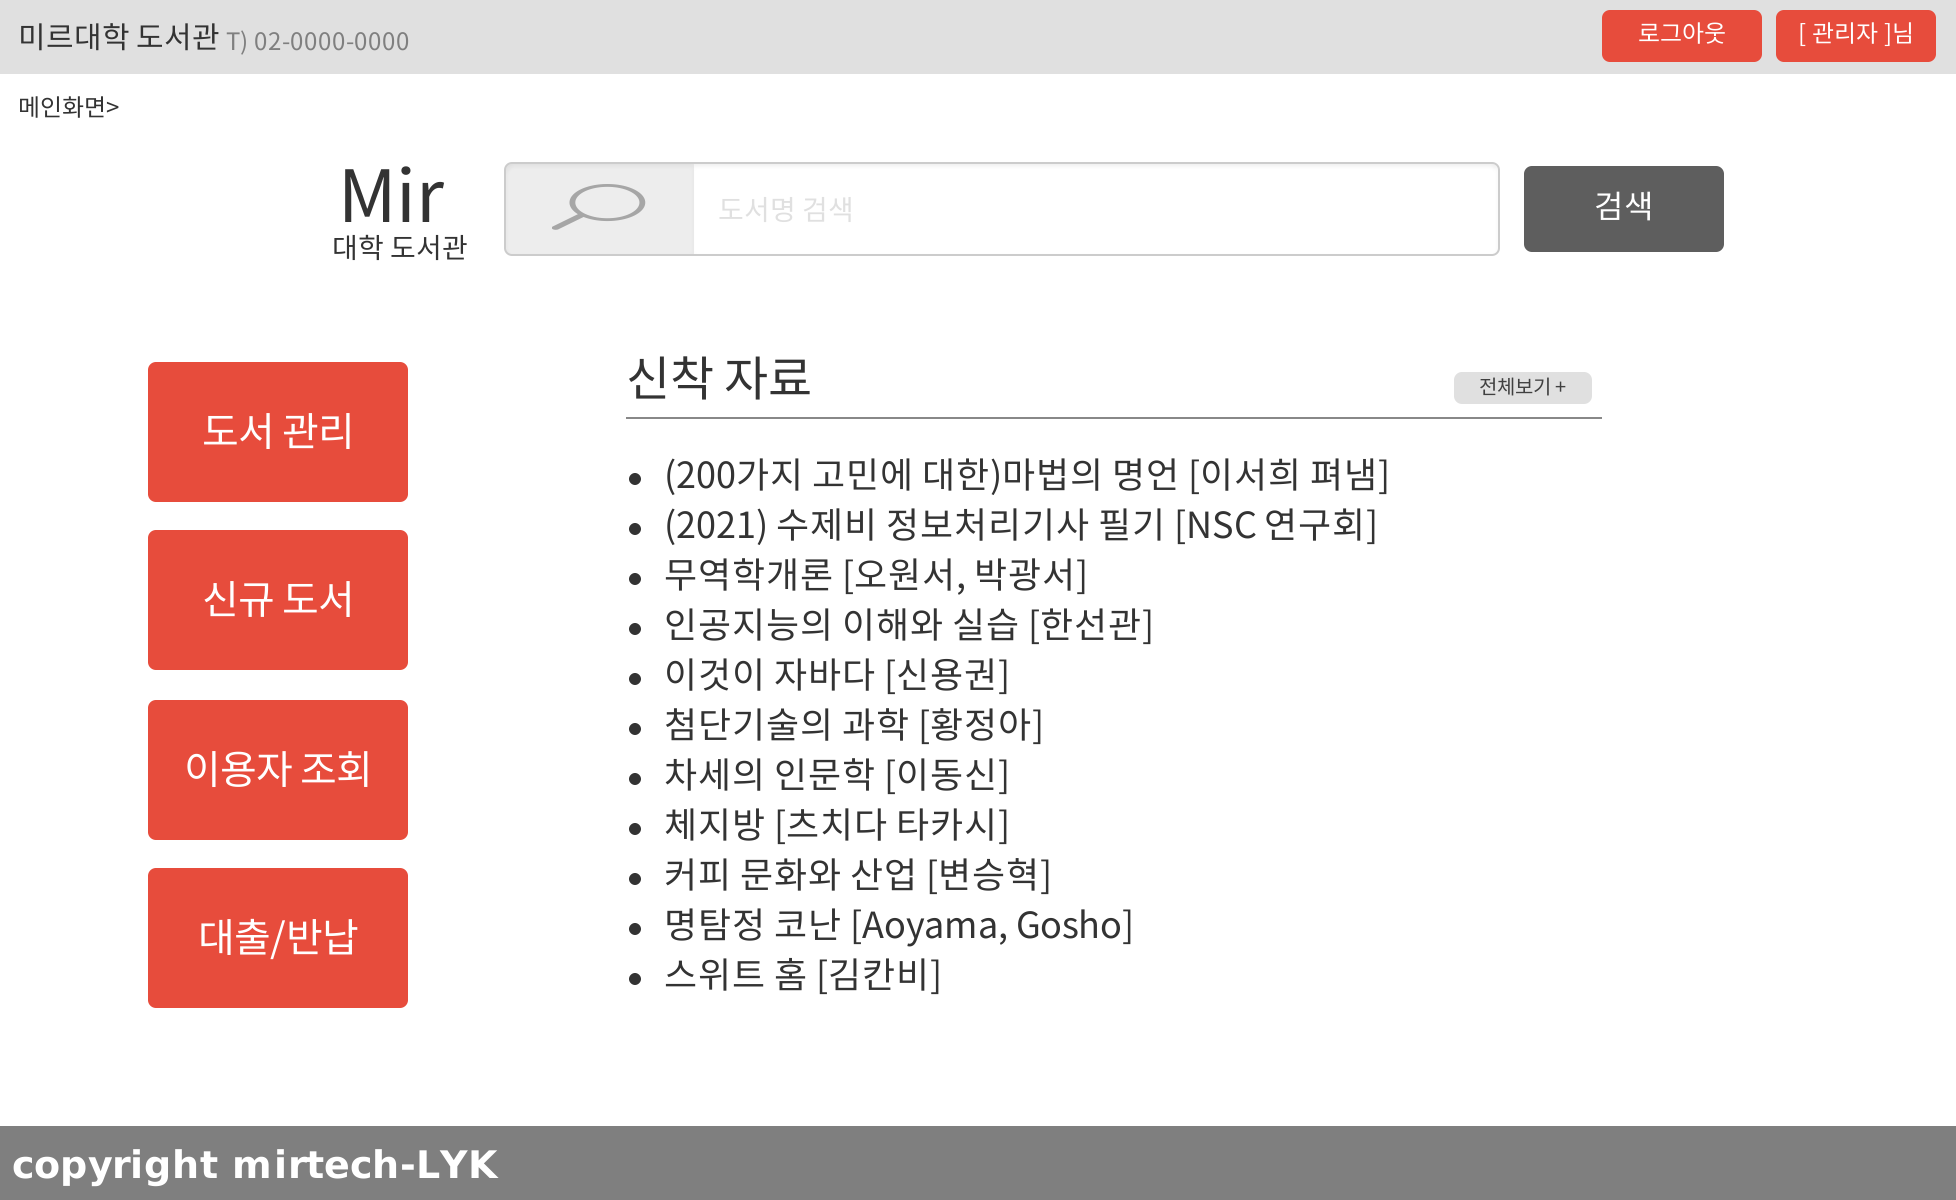 미르대학 도서관 T) 02-0000-0000
로그아웃
[ 관리자 ]님
메인화면>
Mir
대학 도서관
도서명 검색
검색
도서 관리
신규 도서
이용자 조회
대출/반납
신착 자료
전체보기 +
(200가지 고민에 대한)마법의 명언 [이서희 펴냄]
(2021) 수제비 정보처리기사 필기 [NSC 연구회]
무역학개론 [오원서, 박광서]
인공지능의 이해와 실습 [한선관]
이것이 자바다 [신용권]
첨단기술의 과학 [황정아]
차세의 인문학 [이동신]
체지방 [츠치다 타카시]
커피 문화와 산업 [변승혁]
명탐정 코난 [Aoyama, Gosho]
스위트 홈 [김칸비]
copyright mirtech-LYK